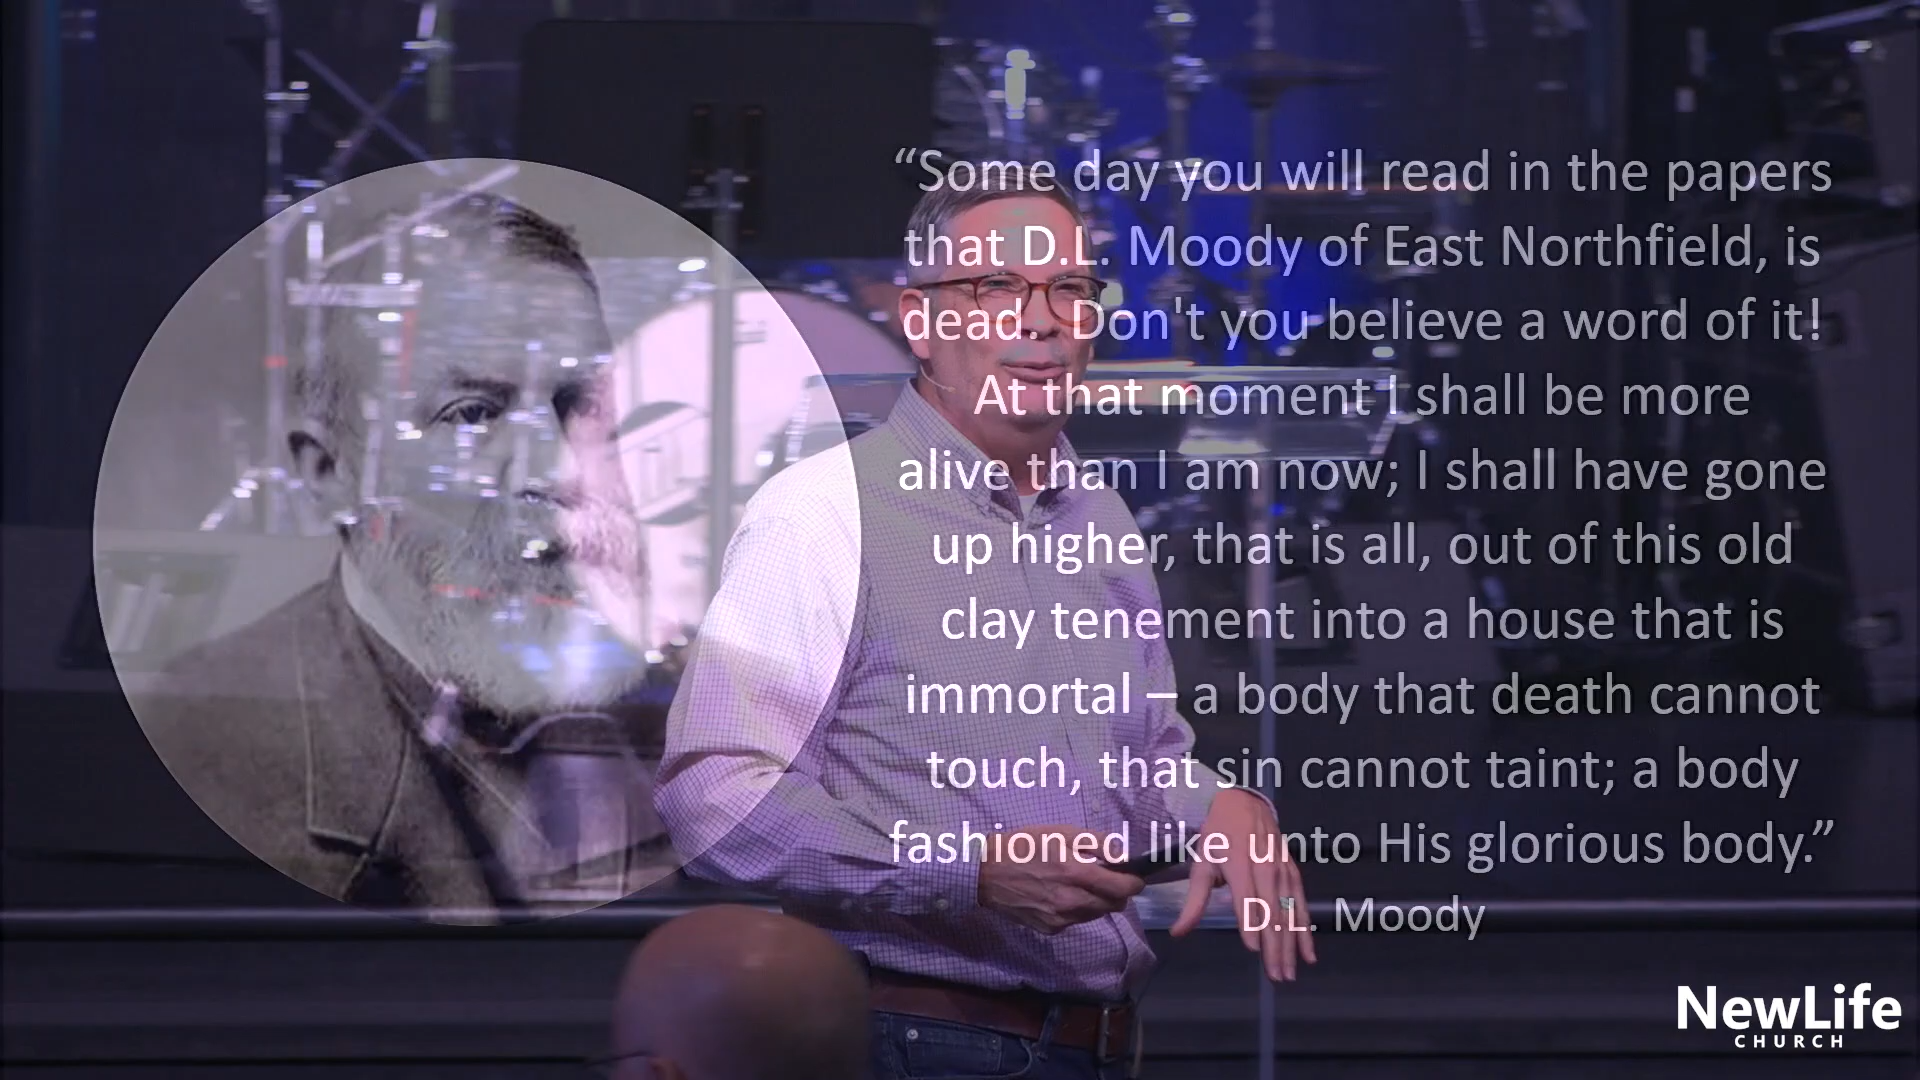 “Some day you will read in the papers
that D.L. Moody of East Northfield, is
dead. Don't you believe a word of it!
At that moment I shall be more
alive than I am now; I shall have gone
up higher, that is all, out of this old
clay tenement into a house that is
immortal – a body that death cannot
touch, that sin cannot taint; a body
fashioned like unto His glorious body.”
D.L. Moody
NewLife
CHURCH